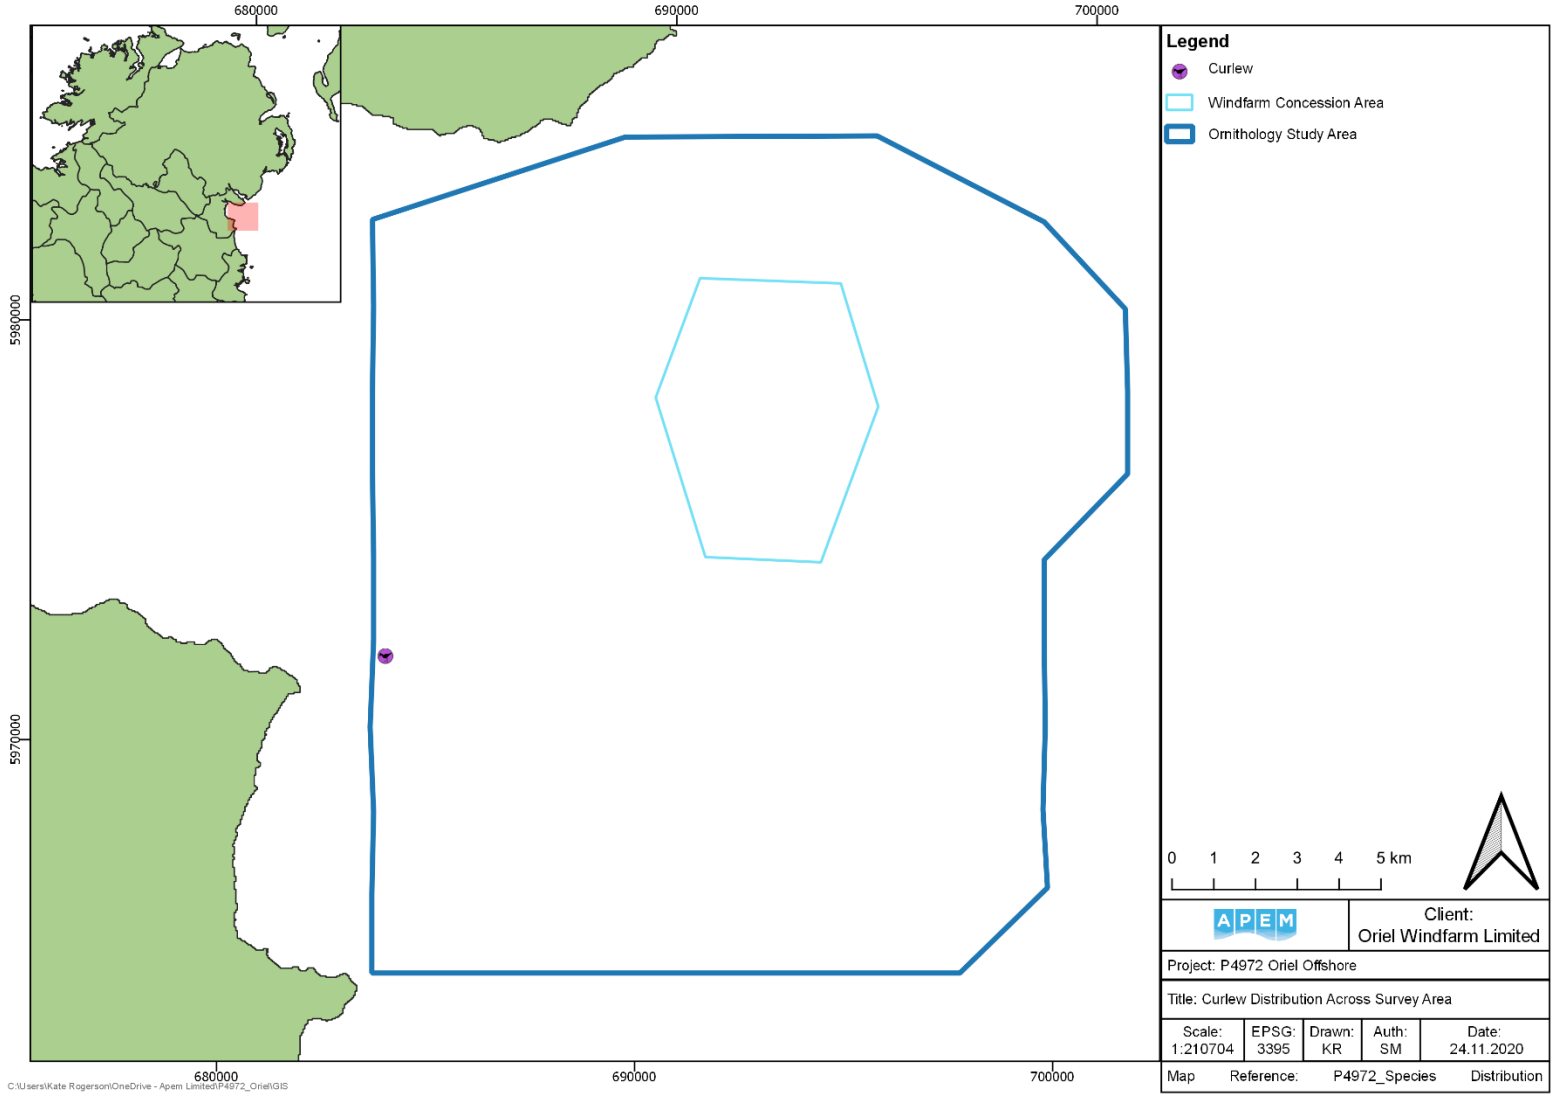 680000
690000
700000
5980000
5970000
680000
690000
700000
Legend
Curlew
Windfarm Concession Area
Ornithology Study Area
0 1 2 3 4 5 km
APEM
Client:
Oriel Windfarm Limited
Project: P4972 Oriel Offshore
Title: Curlew Distribution Across Survey Area
Scale: EPSG: Drawn: Auth: Date:
1:210704 3395 KR SM 24.11.2020
Map Reference: P4972_Species Distribution
C:\Users\Kate Rogerson\OneDrive - Apem Limited\P4972_Oriel\GIS